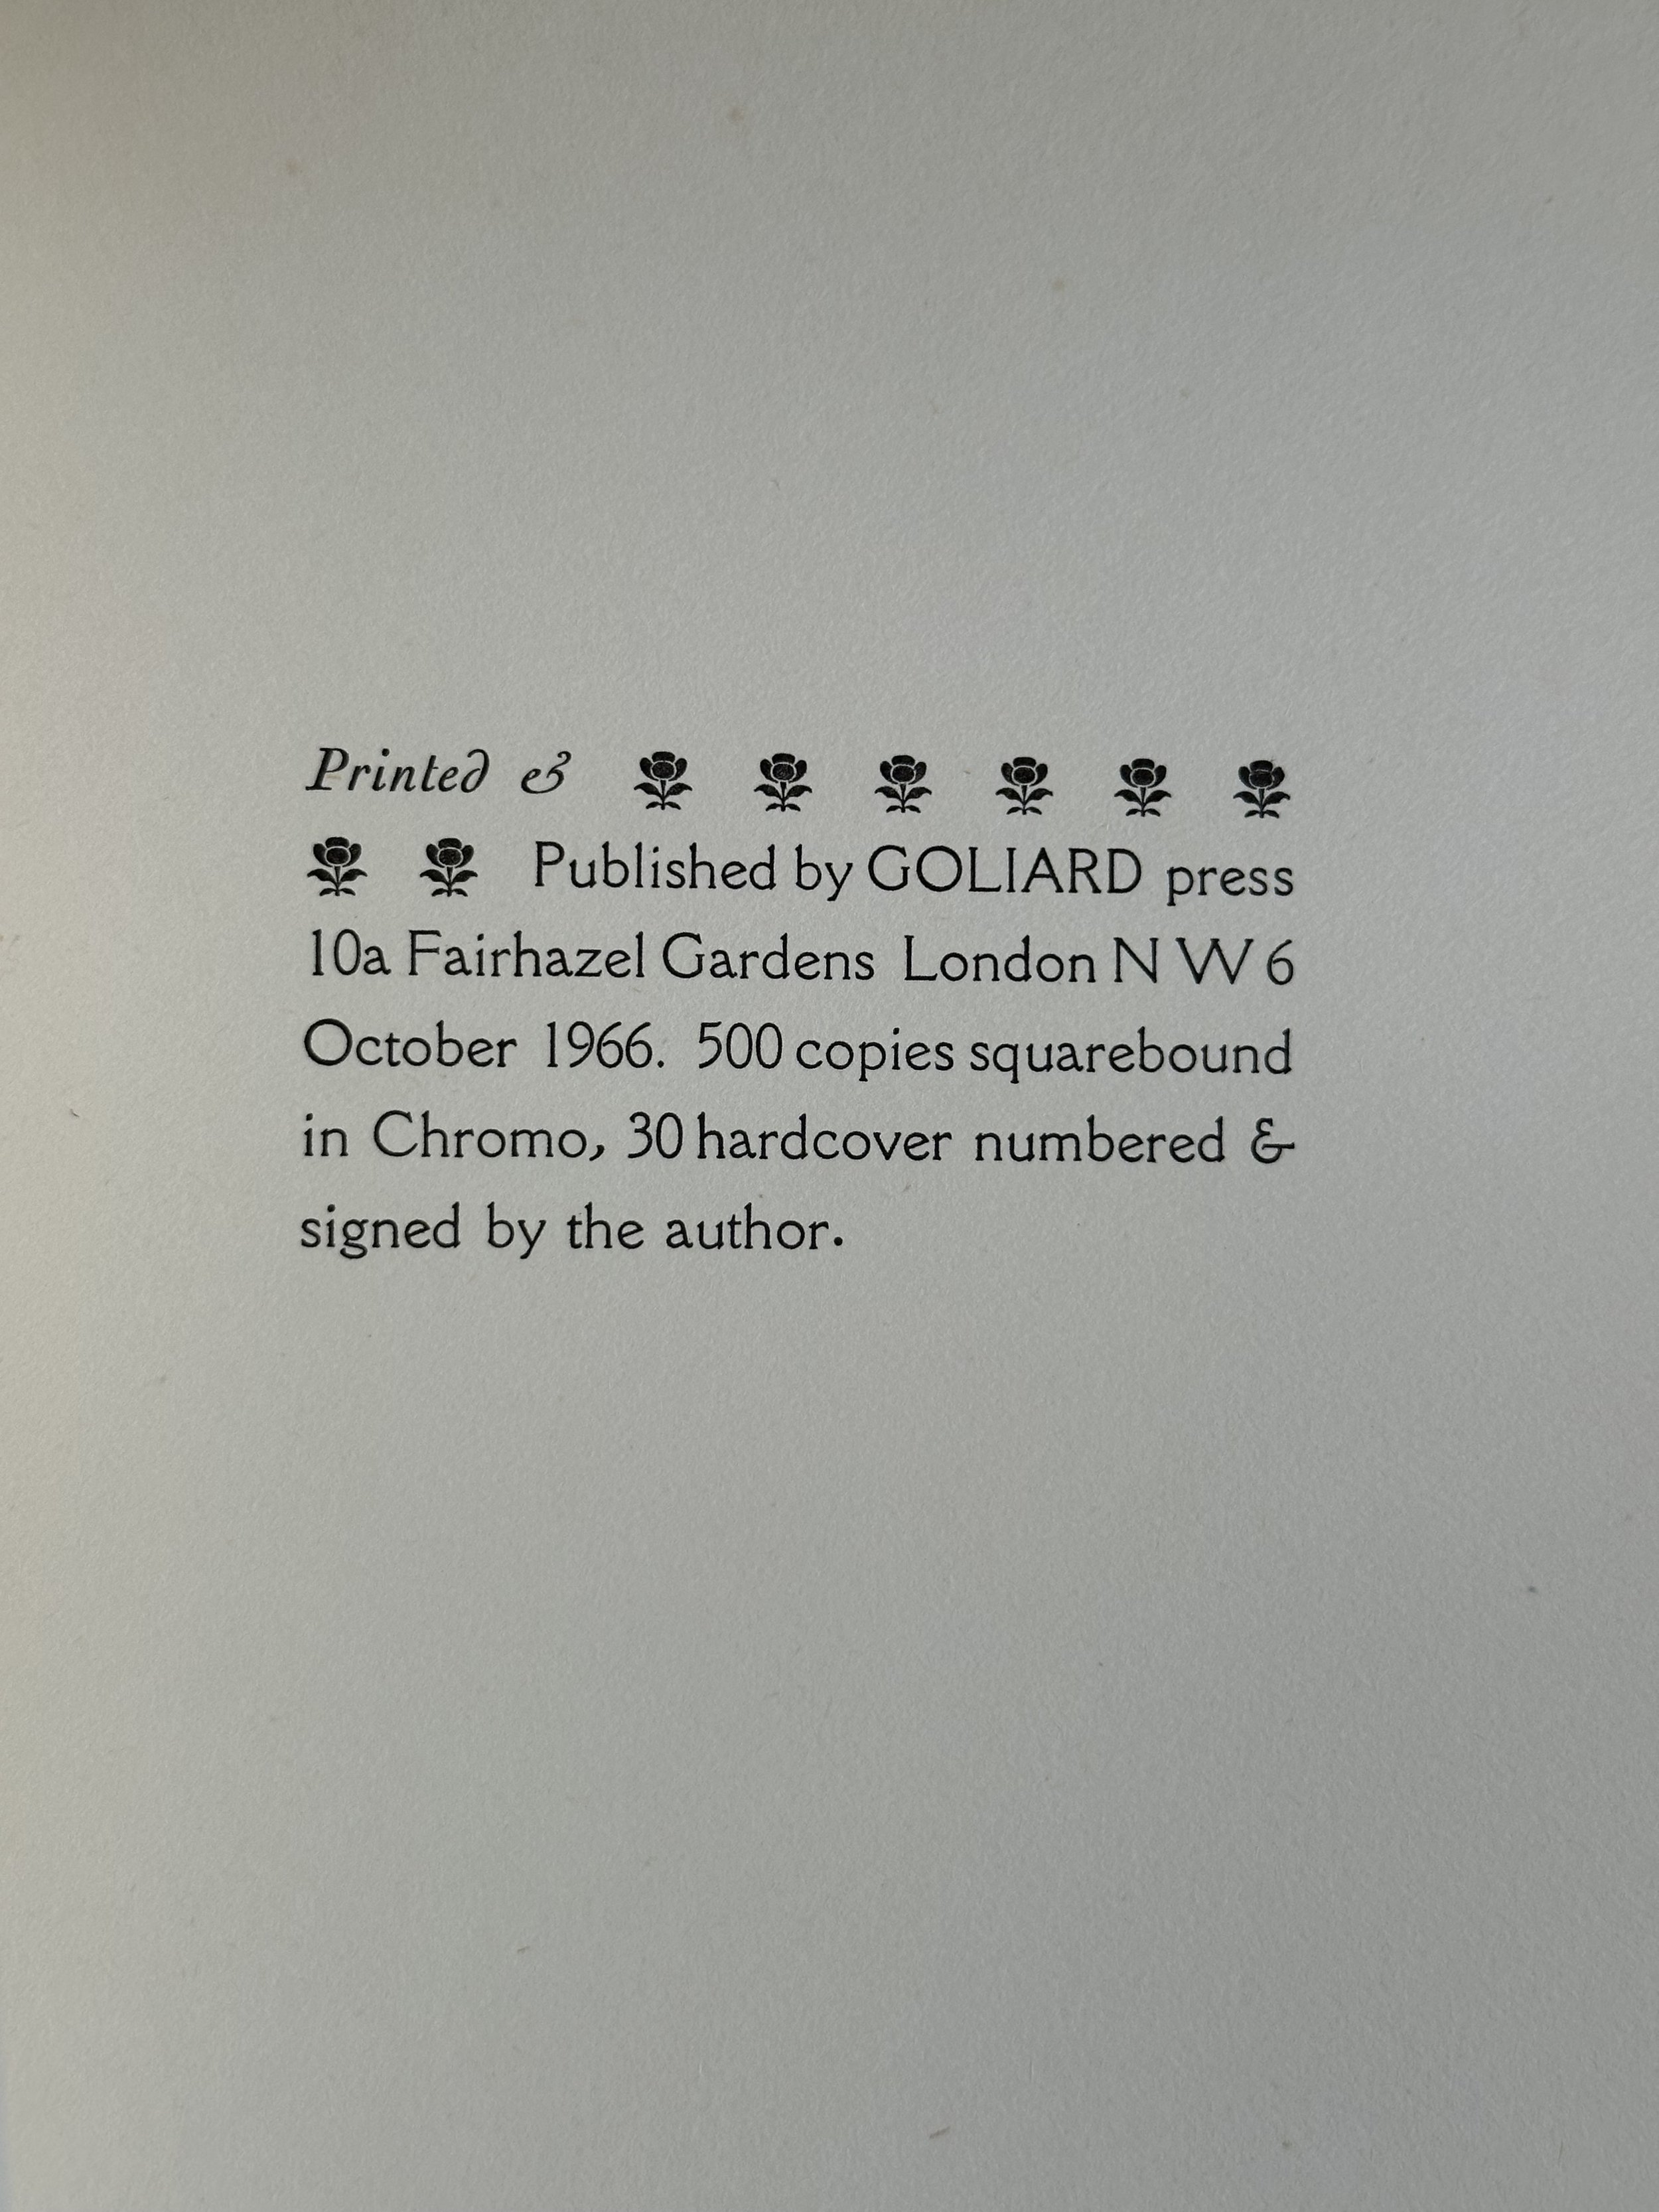 Printed &
Published by GOLIARD press
10a Fairhazel Gardens London N W 6
October 1966. 500 copies squarebound
in Chromo, 30 hardcover numbered &
signed by the author.